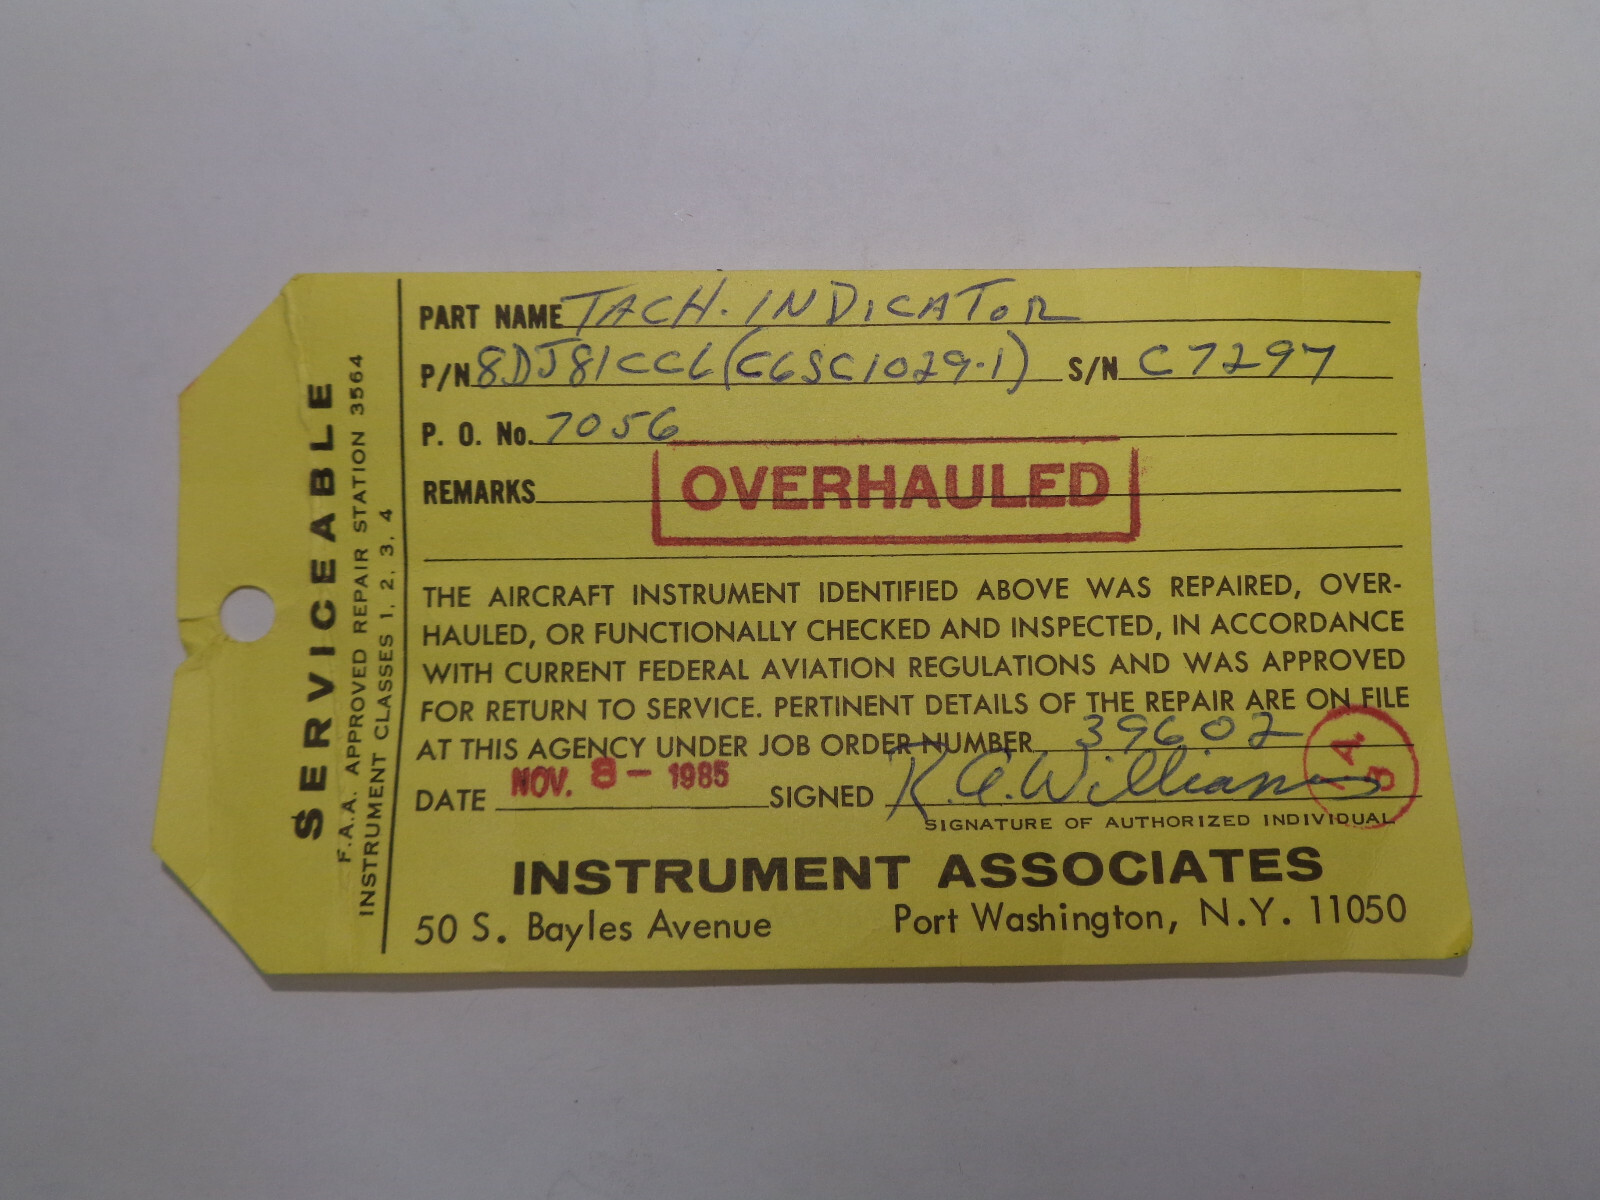 SERVICEABLE
F.A.A. APPROVED REPAIR STATION 3564
INSTRUMENT CLASSES 1, 2, 3, 4
PART NAME TACH. INDICATOR
P/N 8DJ81CCL (C6SC1029-1) S/N C7297
P. O. No. 7056
REMARKS OVERHAULED
THE AIRCRAFT INSTRUMENT IDENTIFIED ABOVE WAS REPAIRED, OVER-
HAULED, OR FUNCTIONALLY CHECKED AND INSPECTED, IN ACCORDANCE
WITH CURRENT FEDERAL AVIATION REGULATIONS AND WAS APPROVED
FOR RETURN TO SERVICE. PERTINENT DETAILS OF THE REPAIR ARE ON FILE
AT THIS AGENCY UNDER JOB ORDER NUMBER 39602
DATE NOV. 8 - 1985 SIGNED R.A. Williams
SIGNATURE OF AUTHORIZED INDIVIDUAL
INSTRUMENT ASSOCIATES
50 S. Bayles Avenue Port Washington, N.Y. 11050